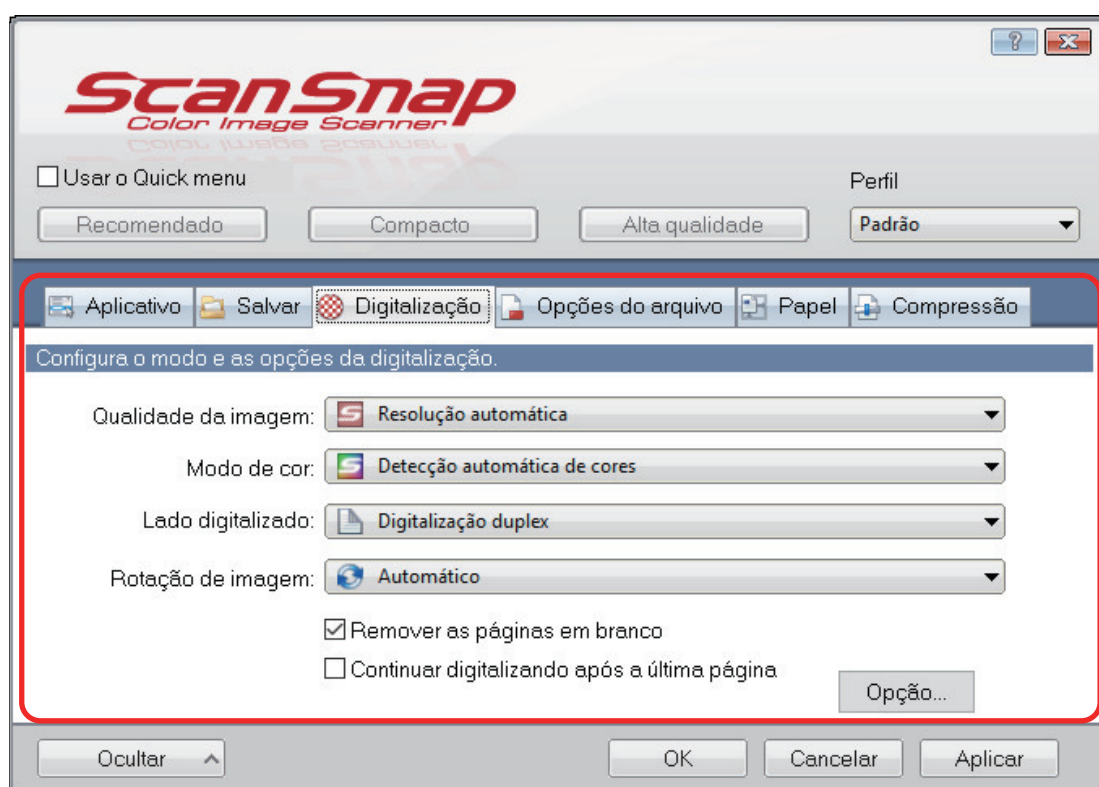 ScanSnap
Color Image Scanner
Usar o Quick menu
Perfil
Recomendado Compacto Alta qualidade Padrão
Aplicativo Salvar Digitalização Opções do arquivo Papel Compressão
Configura o modo e as opções da digitalização.
Qualidade da imagem: Resolução automática
Modo de cor: Detecção automática de cores
Lado digitalizado: Digitalização duplex
Rotação de imagem: Automático
Remover as páginas em branco
Continuar digitalizando após a última página
Opção...
Ocultar OK Cancelar Aplicar